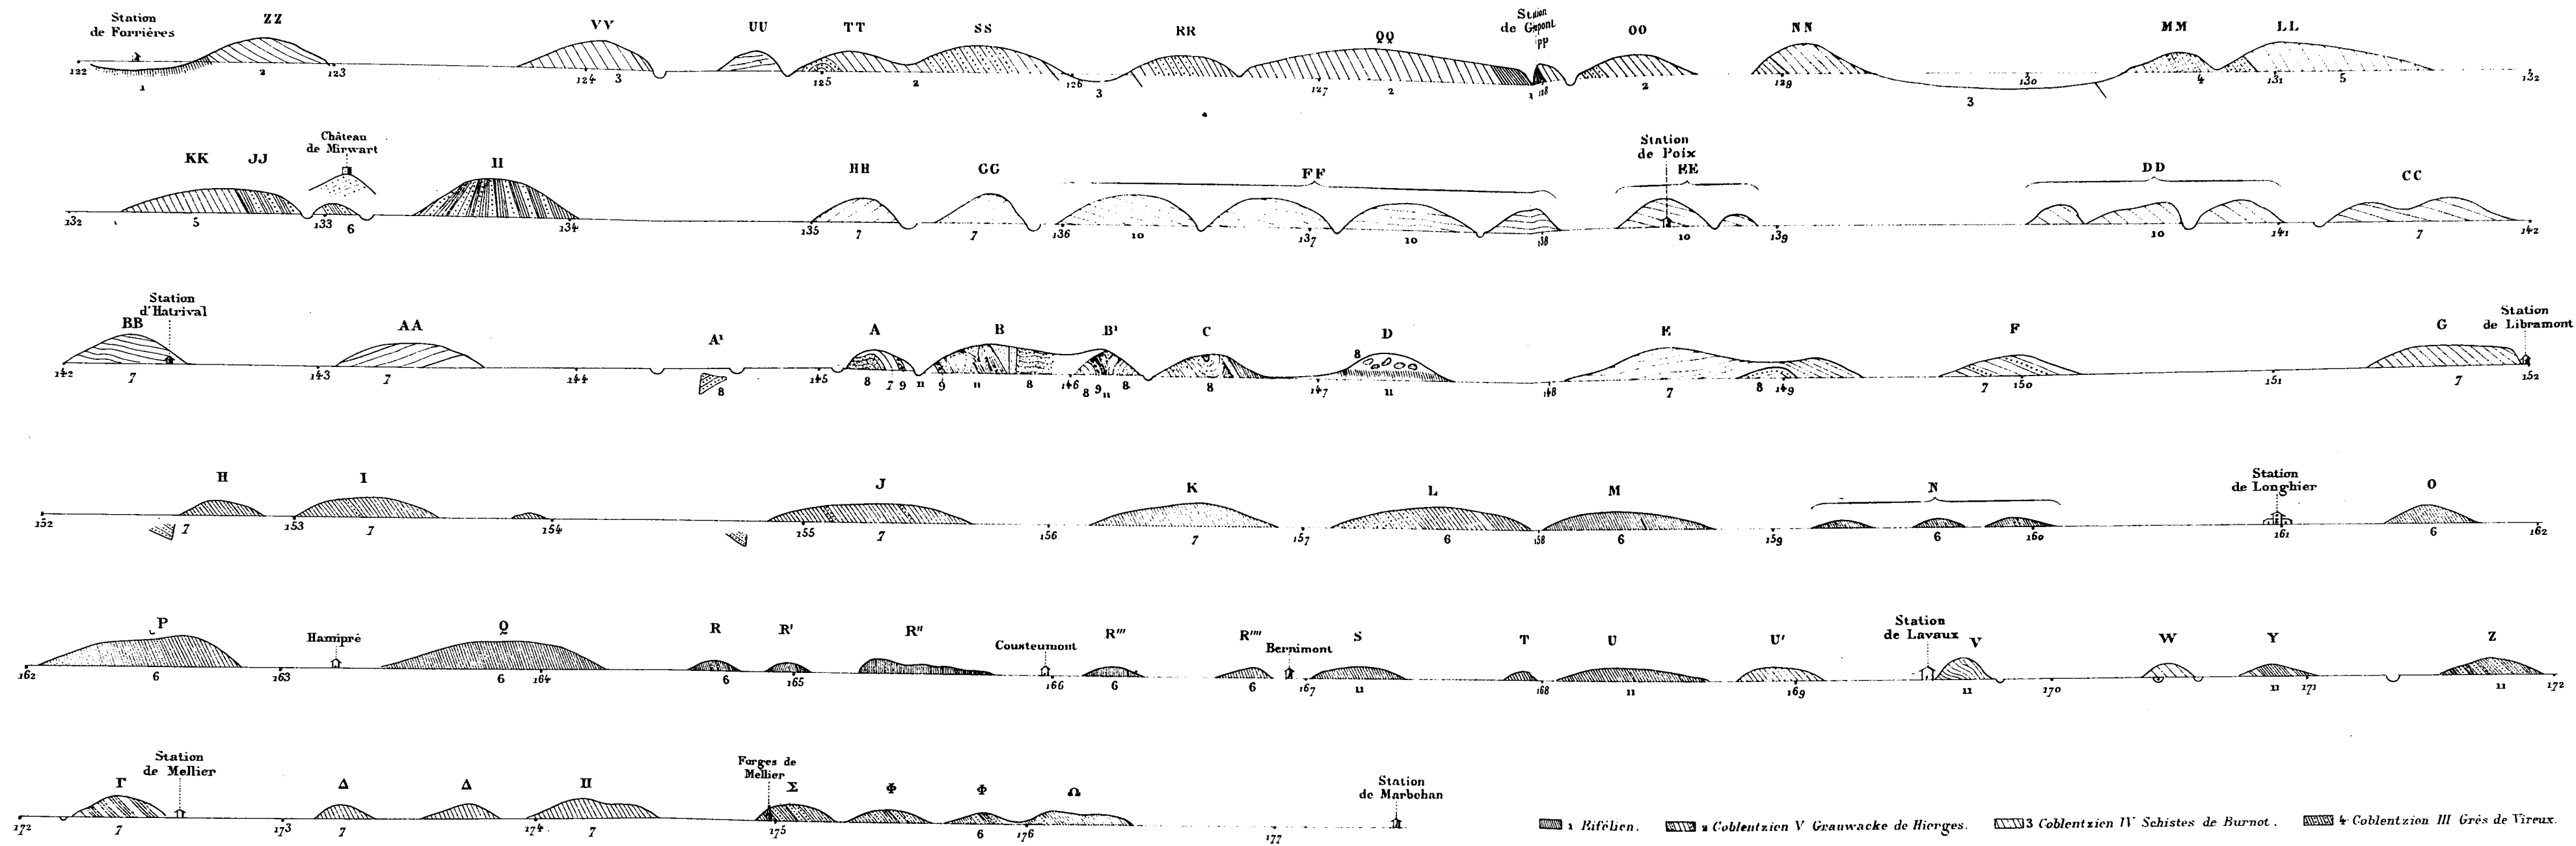 Station
de Forrières
ZZ
VV
UU
TT
SS
RR
QQ
Station
de Grupont
PP
OO
NN
MM
LL
122
1
2
123
124
3
125
2
126
3
127
2
1
128
2
129
3
130
4
131
5
132
KK
JJ
Château
de Mirwart
II
HH
GG
FF
Station
de Poix
EE
DD
CC
132
5
133
6
134
135
7
7
136
10
137
10
138
10
139
10
141
7
142
Station
d'Hatrival
BB
AA
A¹
A
B
B¹
C
D
E
F
G
Station
de Libramont
142
7
143
7
144
8
145
8
7
9
11
9
11
8
146
8
9
11
8
8
147
8
11
148
7
8
149
7
150
151
7
152
H
I
J
K
L
M
N
Station
de Longhier
O
152
7
153
7
154
155
7
156
7
157
6
158
6
159
6
160
161
6
162
P
Hamipré
Q
R
R'
R''
Cousteumont
R'''
R''''
Bernimont
S
T
U
U'
Station
de Lavaux
V
W
Y
Z
162
6
163
6
164
6
165
166
6
6
167
11
168
11
169
11
170
11
171
11
172
Γ
Station
de Mellier
Δ
Δ
Π
Forges de
Mellier
Σ
Φ
Φ
Ω
Station
de Marbehan
172
7
173
7
174
7
175
6
176
177
1 Eifélien.
2 Coblentzien V Grauwacke de Hierges.
3 Coblentzien IV Schistes de Burnot.
4 Coblentzion III Grès de Vireux.